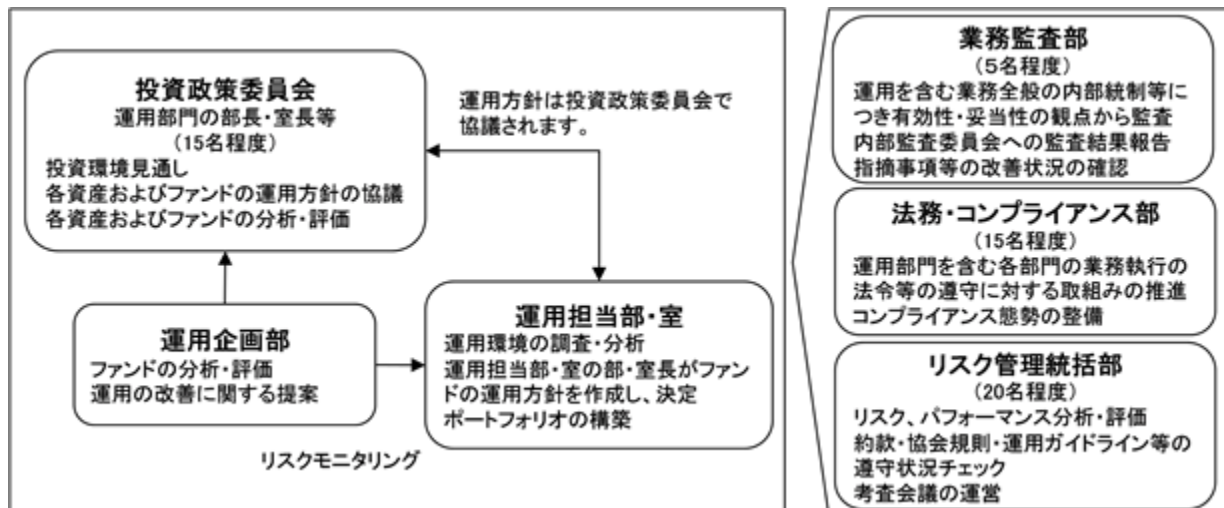 投資政策委員会
運用部門の部長・室長等
(15名程度)
投資環境見通し
各資産およびファンドの運用方針の協議
各資産およびファンドの分析・評価
運用方針は投資政策委員会で
協議されます。
運用企画部
ファンドの分析・評価
運用の改善に関する提案
運用担当部・室
運用環境の調査・分析
運用担当部・室の部・室長がファン
ドの運用方針を作成し、決定
ポートフォリオの構築
リスクモニタリング
業務監査部
(5名程度)
運用を含む業務全般の内部統制等に
つき有効性・妥当性の観点から監査
内部監査委員会への監査結果報告
指摘事項等の改善状況の確認
法務・コンプライアンス部
(15名程度)
運用部門を含む各部門の業務執行の
法令等の遵守に対する取組みの推進
コンプライアンス態勢の整備
リスク管理統括部
(20名程度)
リスク、パフォーマンス分析・評価
約款・協会規則・運用ガイドライン等の
遵守状況チェック
考査会議の運営